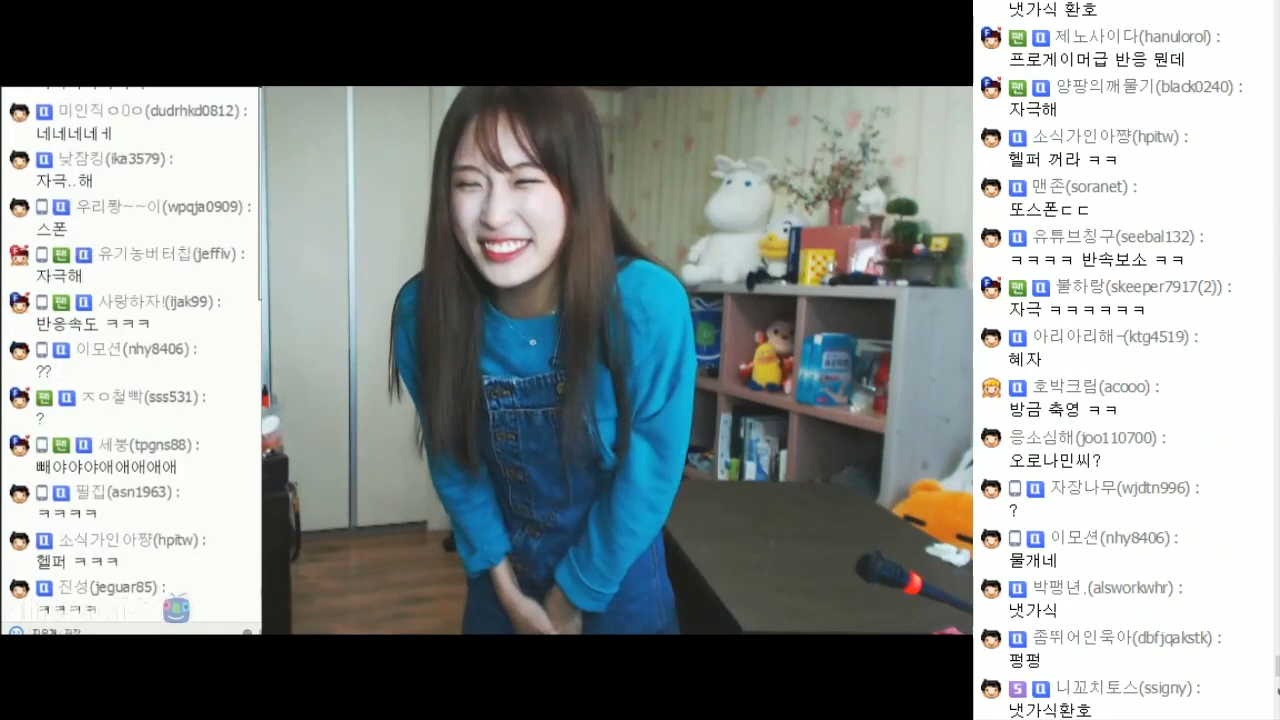 미인직ㅇ0ㅇ(dudrhkd0812) :
네네네네ㅔ
낮잠킹(ika3579) :
자극..해
우리쫭~~이(wpqja0909) :
스폰
유기농버터칩(jeffiv) :
자극해
사랑하자!(ijak99) :
반응속도 ㅋㅋㅋ
이모션(nhy8406) :
??
ㅈㅇ철빡(sss531) :
?
세붕(tpgns88) :
빼야야야애애애애애
띨집(asn1963) :
ㅋㅋㅋㅋ
소식가인아쨩(hpitw) :
헬퍼 ㅋㅋㅋ
진성(jeguar85) :
ㅋㅋㅋㅋ
냇가식 환호
제노사이다(hanulorol) :
프로게이머급 반응 뭔데
양팡의깨물기(black0240) :
자극해
소식가인아쨩(hpitw) :
헬퍼 꺼라 ㅋㅋ
맨존(soranet) :
또스폰ㄷㄷ
유튜브칭구(seebal132) :
ㅋㅋㅋㅋ 반속보소 ㅋㅋ
불하랑(skeeper7917(2)) :
자극 ㅋㅋㅋㅋㅋㅋ
아리아리해-(ktg4519) :
혜자
호박크림(acooo) :
방금 축영 ㅋㅋ
응소심해(joo110700) :
오로나민씨?
자장나무(wjdtn996) :
?
이모션(nhy8406) :
물개네
박팽년.(alsworkwhr) :
냇가식
좀뛰어인욱아(dbfjqakstk) :
펑펑
니꼬치토스(ssigny) :
냇가식환호